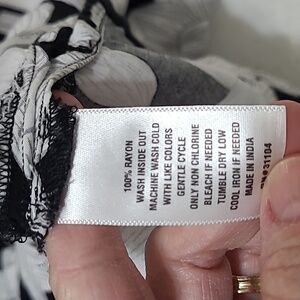 100% RAYON
WASH INSIDE OUT
MACHINE WASH COLD
WITH LIKE COLORS
GENTLE CYCLE
ONLY NON CHLORINE
BLEACH IF NEEDED
TUMBLE DRY LOW
COOL IRON IF NEEDED
MADE IN INDIA